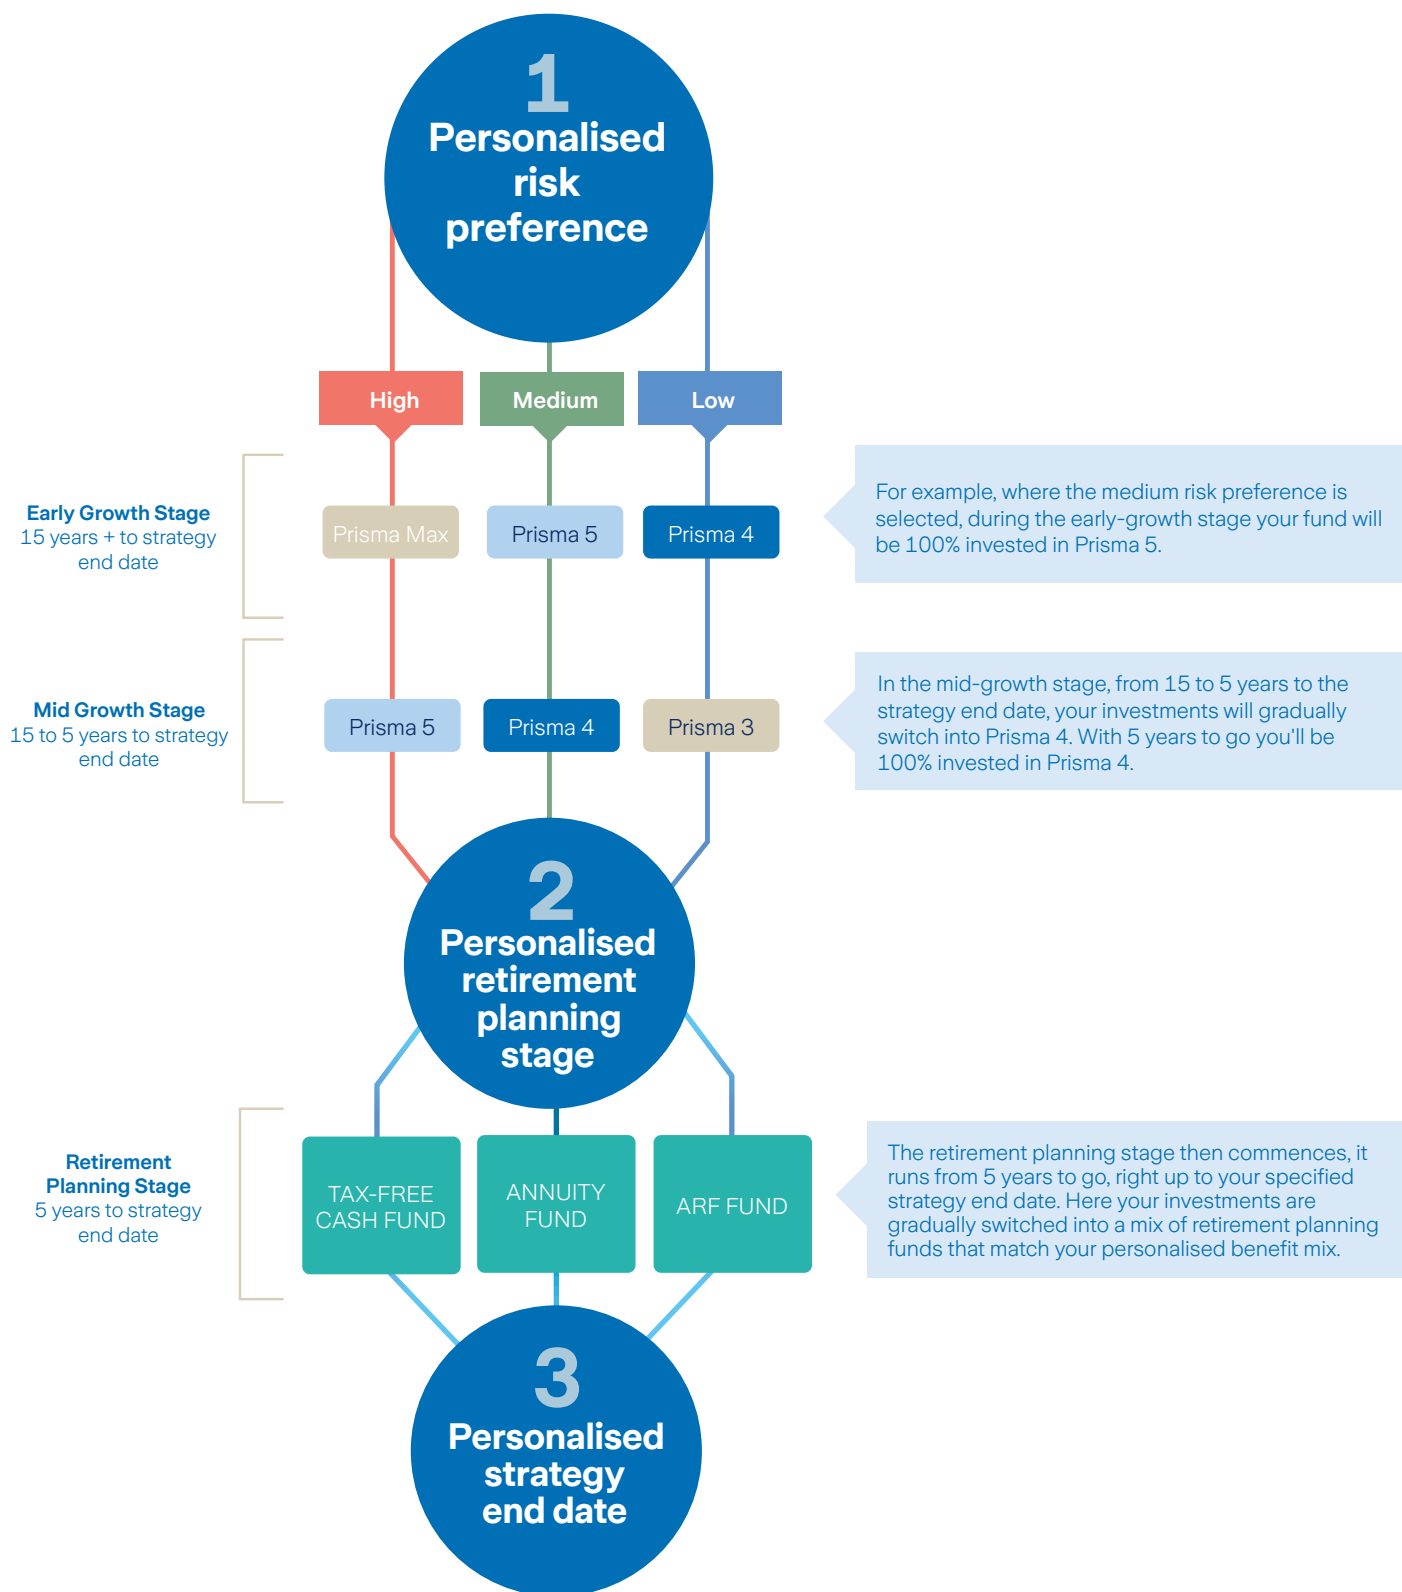 1
Personalised
risk
preference
High
Medium
Low
Early Growth Stage
15 years + to strategy
end date
Prisma Max
Prisma 5
Prisma 4
For example, where the medium risk preference is
selected, during the early-growth stage your fund will
be 100% invested in Prisma 5.
Mid Growth Stage
15 to 5 years to strategy
end date
Prisma 5
Prisma 4
Prisma 3
In the mid-growth stage, from 15 to 5 years to the
strategy end date, your investments will gradually
switch into Prisma 4. With 5 years to go you'll be
100% invested in Prisma 4.
2
Personalised
retirement
planning
stage
Retirement
Planning Stage
5 years to strategy
end date
TAX-FREE
CASH FUND
ANNUITY
FUND
ARF FUND
The retirement planning stage then commences, it
runs from 5 years to go, right up to your specified
strategy end date. Here your investments are
gradually switched into a mix of retirement planning
funds that match your personalised benefit mix.
3
Personalised
strategy
end date